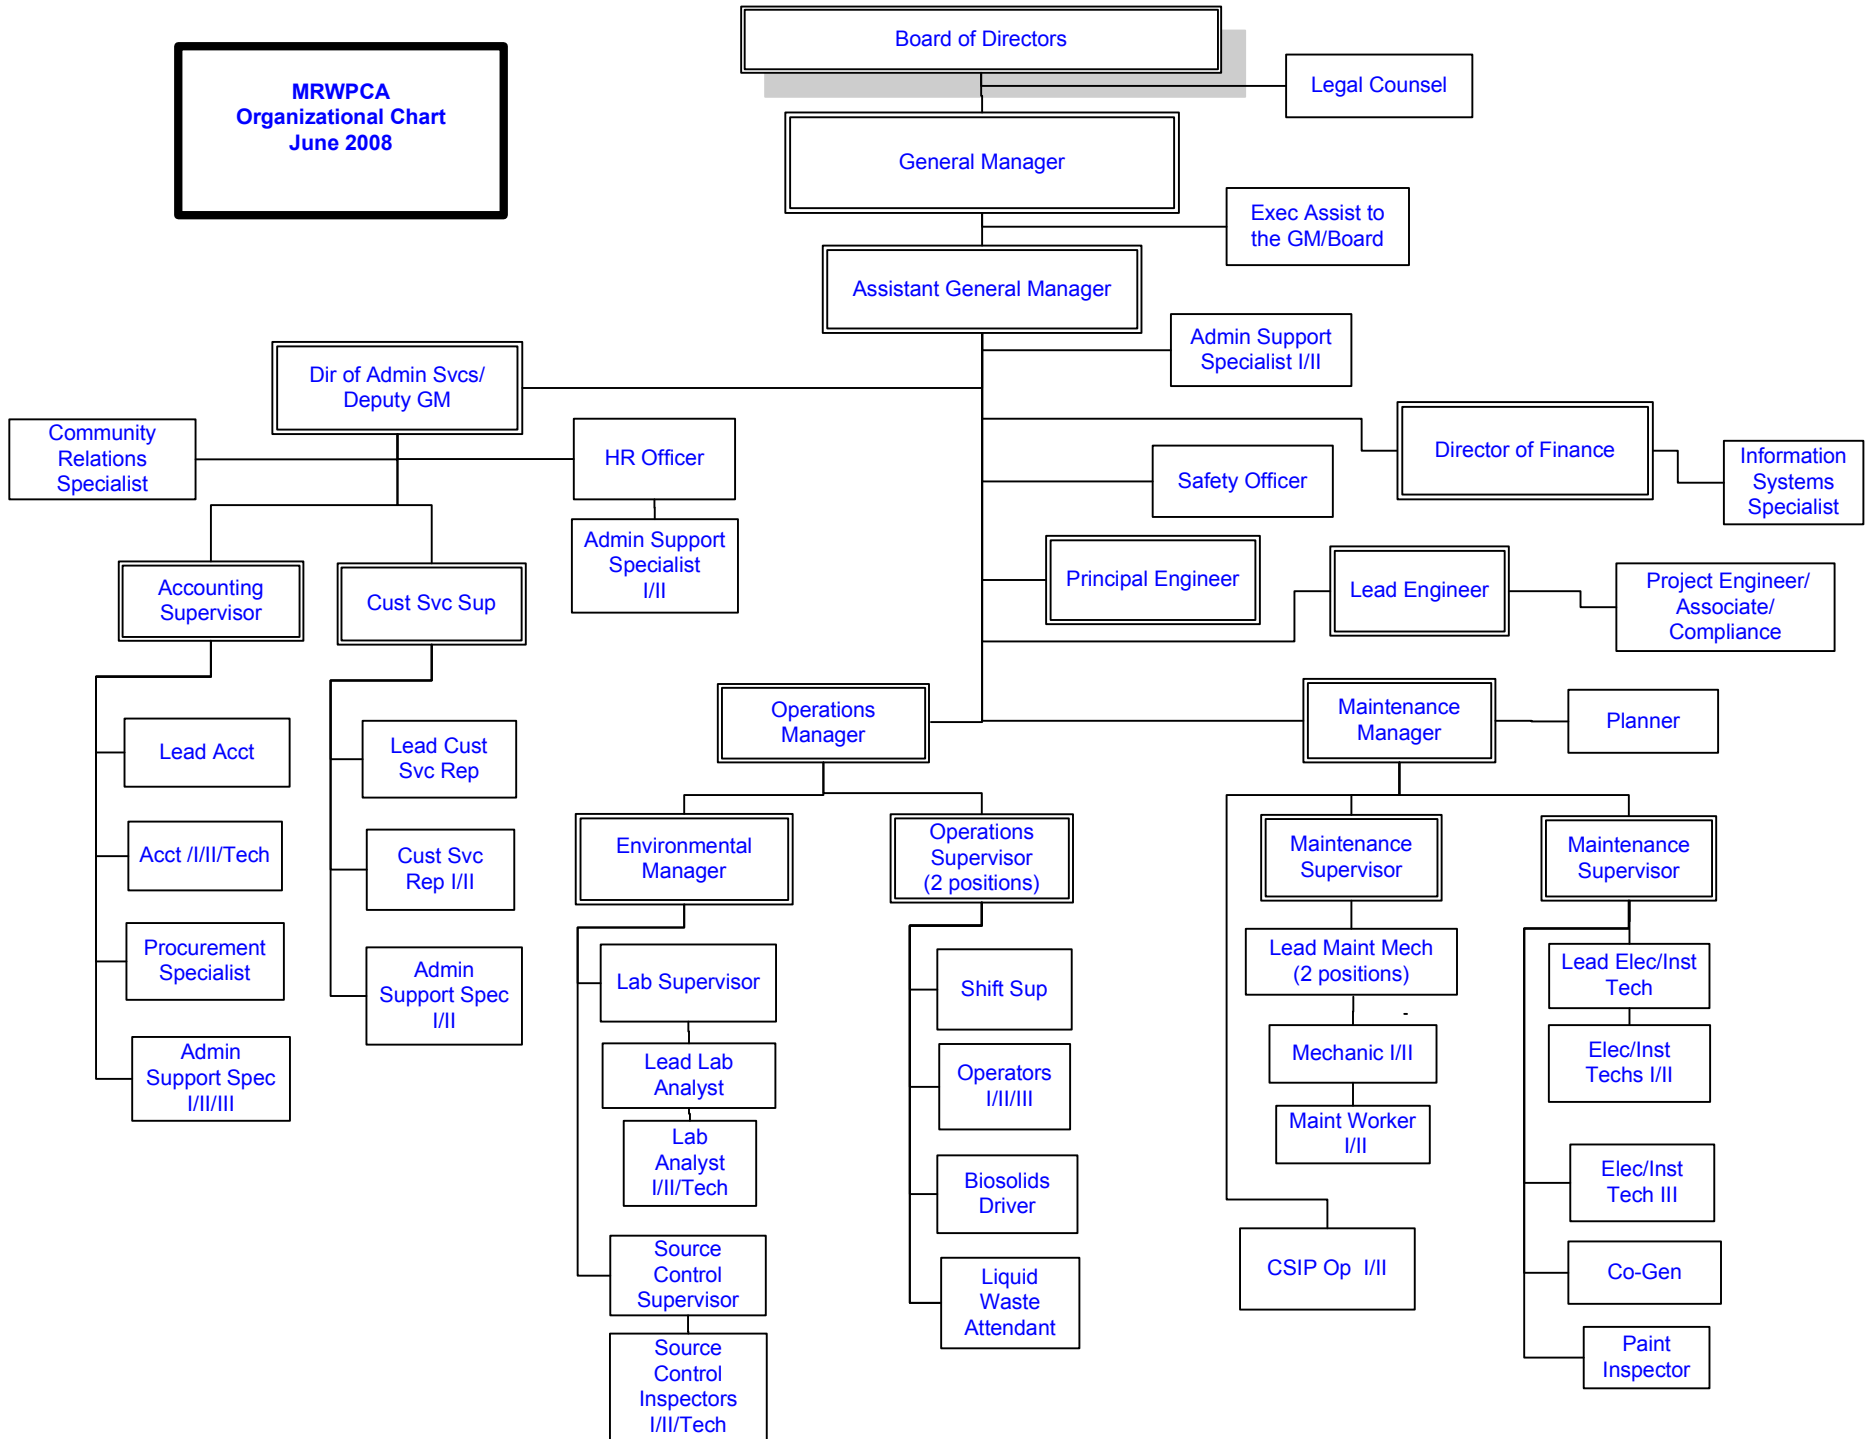 MRWPCA
Organizational Chart
June 2008
Board of Directors
Legal Counsel
General Manager
Exec Assist to
the GM/Board
Assistant General Manager
Admin Support
Specialist I/II
Dir of Admin Svcs/
Deputy GM
Community
Relations
Specialist
HR Officer
Admin Support
Specialist
I/II
Director of Finance
Information
Systems
Specialist
Safety Officer
Principal Engineer
Lead Engineer
Project Engineer/
Associate/
Compliance
Accounting
Supervisor
Cust Svc Sup
Lead Acct
Acct /I/II/Tech
Procurement
Specialist
Admin
Support Spec
I/II/III
Lead Cust
Svc Rep
Cust Svc
Rep I/II
Admin
Support Spec
I/II
Operations
Manager
Maintenance
Manager
Planner
Environmental
Manager
Operations
Supervisor
(2 positions)
Lab Supervisor
Lead Lab
Analyst
Lab
Analyst
I/II/Tech
Source
Control
Supervisor
Source
Control
Inspectors
I/II/Tech
Shift Sup
Operators
I/II/III
Biosolids
Driver
Liquid
Waste
Attendant
Maintenance
Supervisor
Lead Maint Mech
(2 positions)
-
Mechanic I/II
Maint Worker
I/II
CSIP Op  I/II
Maintenance
Supervisor
Lead Elec/Inst
Tech
Elec/Inst
Techs I/II
Elec/Inst
Tech III
Co-Gen
Paint
Inspector